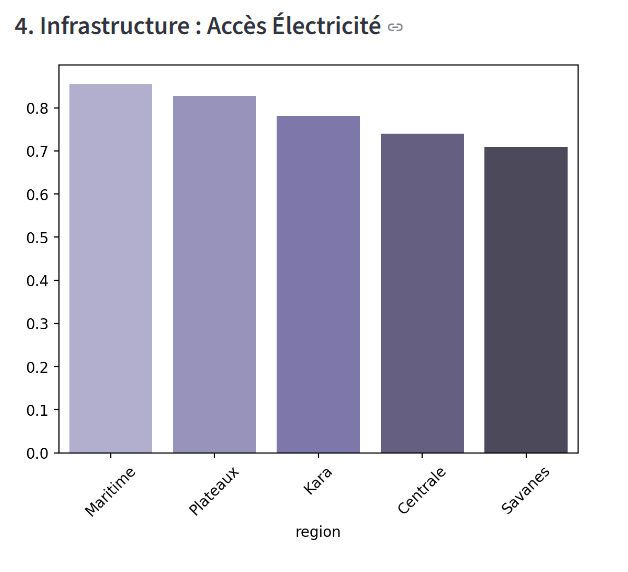 4. Infrastructure : Accès Électricité
0.8
0.7
0.6
0.5
0.4
0.3
0.2
0.1
0.0
Maritime
Plateaux
Kara
Centrale
Savanes
region